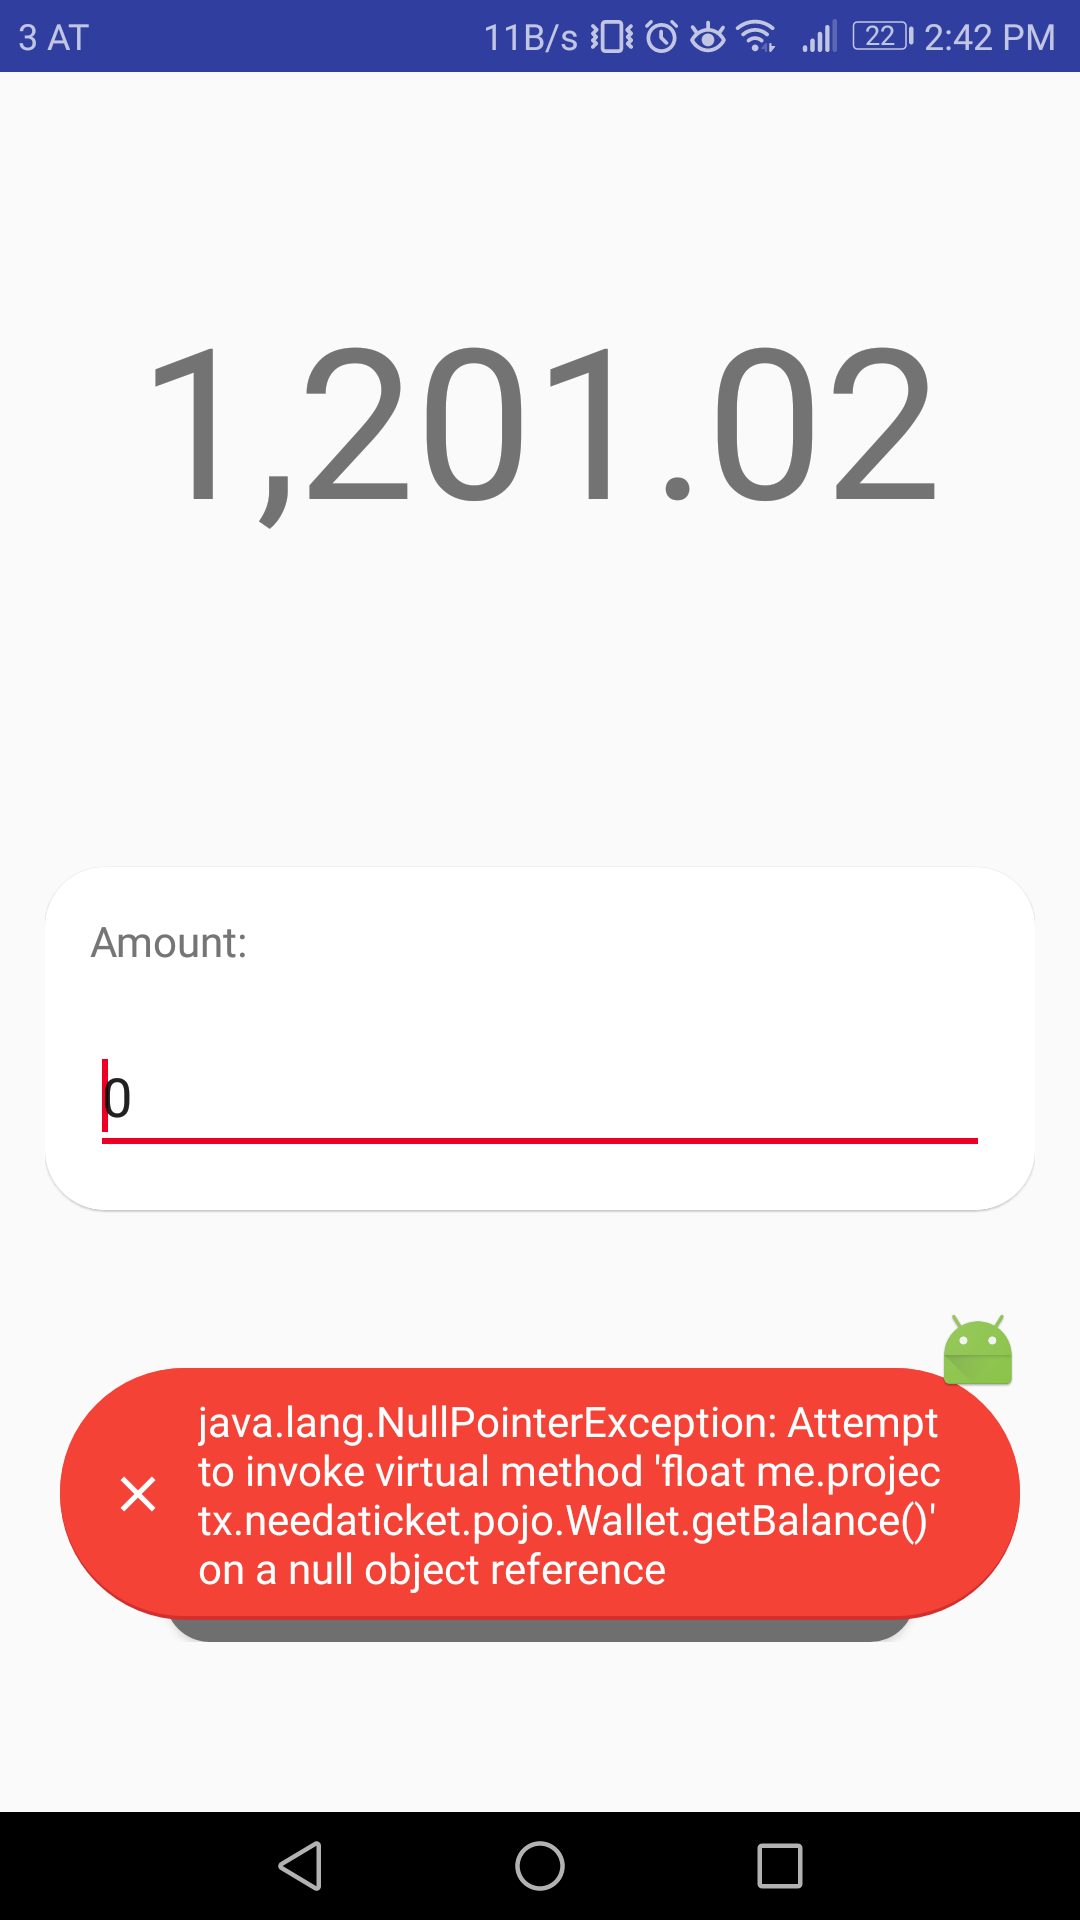 3 AT 11B/s 22 2:42 PM
1,201.02
Amount:
0
java.lang.NullPointerException: Attempt
to invoke virtual method 'float me.projec
tx.needaticket.pojo.Wallet.getBalance()'
on a null object reference